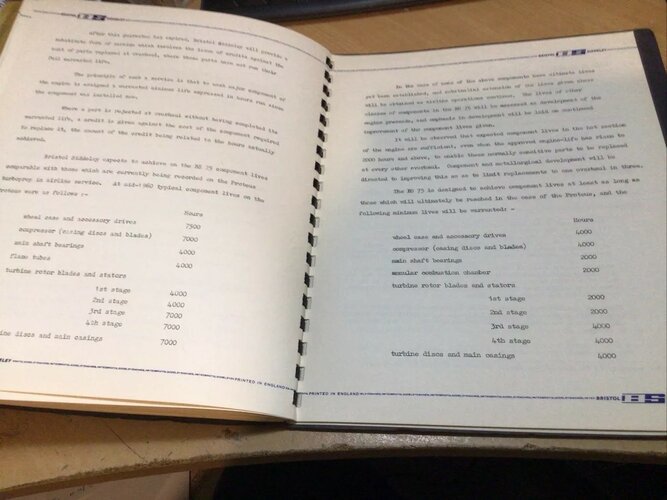 After this guarantee has expired, Bristol Siddeley will provide a
substitute form of service which involves the issue of credits against the
cost of parts replaced at overhaul, where these parts have not run their
full warranted life.
The principle of such a service is that to each major component of
the engine is assigned a warranted minimum life expressed in hours run since
the component was installed new.
Where a part is rejected at overhaul without having completed its
warranted life, a credit is given against the cost of the component required
to replace it, the amount of the credit being related to the hours actually
achieved.
Bristol Siddeley expects to achieve on the BS 75 component lives
comparable with those which are currently being recorded on the Proteus
turboprop in airline service. At mid-1960 typical component lives on the
Proteus were as follows :-
Hours
wheel case and accessory drives 7500
compressor (casing discs and blades) 7000
main shaft bearings 4000
flame tubes 4000
turbine rotor blades and stators
1st stage 4000
2nd stage 4000
3rd stage 7000
4th stage 7000
ine discs and main casings 7000
PRINTED IN ENGLAND
BRISTOL BS SIDDELEY
In the case of some of the above components these ultimate lives
yet been established, and substantial extension of the lives given there
will be obtained as airline operations continue. The lives of other
classes of components in the BS 75 will be assessed as development of the
engine proceeds, and emphasis in development will be laid on continued
improvement of the component lives given.
It will be observed that expected component lives in the hot section
of the engine are sufficient, even when the approved engine-life has risen to
2000 hours and above, to enable these normally sensitive parts to be replaced
at every other overhaul. Component and metallurgical development will be
directed to improving this so as to limit replacements to one overhaul in three.
The BS 75 is designed to achieve component lives at least as long as
those which will ultimately be reached in the case of the Proteus, and the
following minimum lives will be warranted: -
Hours
wheel case and accessory drives 4000
compressor (casing discs and blades) 4000
main shaft bearings 2000
annular combustion chamber 2000
turbine rotor blades and stators
1st stage 2000
2nd stage 2000
3rd stage 4000
4th stage 4000
turbine discs and main casings 4000
PRINTED IN ENGLAND
BRISTOL BS